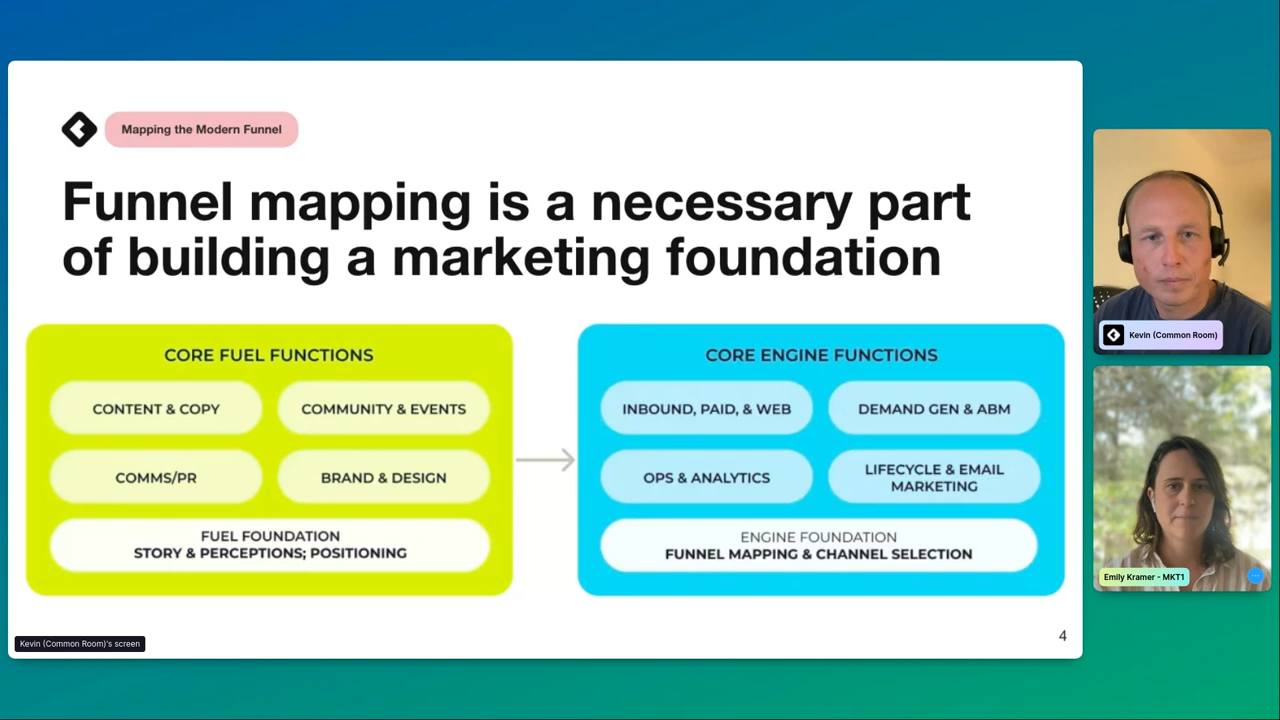 Mapping the Modern Funnel
Funnel mapping is a necessary part
of building a marketing foundation
CORE FUEL FUNCTIONS
CONTENT & COPY
COMMUNITY & EVENTS
COMMS/PR
BRAND & DESIGN
FUEL FOUNDATION
STORY & PERCEPTIONS; POSITIONING
CORE ENGINE FUNCTIONS
INBOUND, PAID, & WEB
DEMAND GEN & ABM
OPS & ANALYTICS
LIFECYCLE & EMAIL
MARKETING
ENGINE FOUNDATION
FUNNEL MAPPING & CHANNEL SELECTION
4
Kevin (Common Room)'s screen
Kevin (Common Room)
Emily Kramer - MKT1